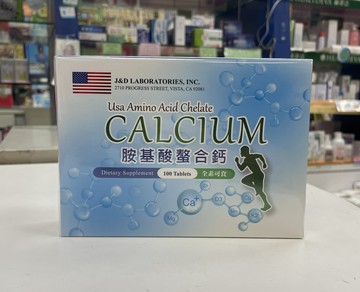 J&D LABORATORIES, INC.
2710 PROGRESS STREET, VISTA, CA 92081
Usa Amino Acid Chelate
CALCIUM
胺基酸螯合鈣
Dietary Supplement 100 Tablets 全素可食
Ca+